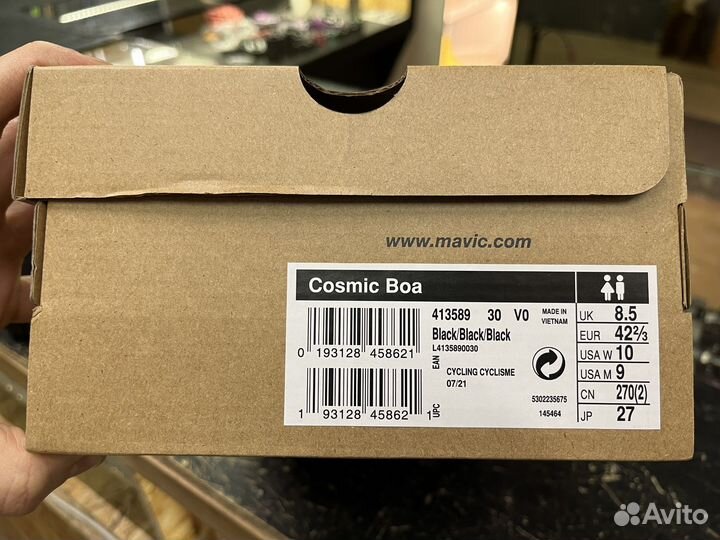 www.mavic.com
Cosmic Boa
413589 30 V0
Black/Black/Black
L4135890030
MADE IN
VIETNAM
0 193128 458621
EAN
CYCLING CYCLISME
07/21
1 93128 45862 1
UPC
5302235675
145464
UK 8.5
EUR 42⅔
USA W 10
USA M 9
CN 270(2)
JP 27
Avito